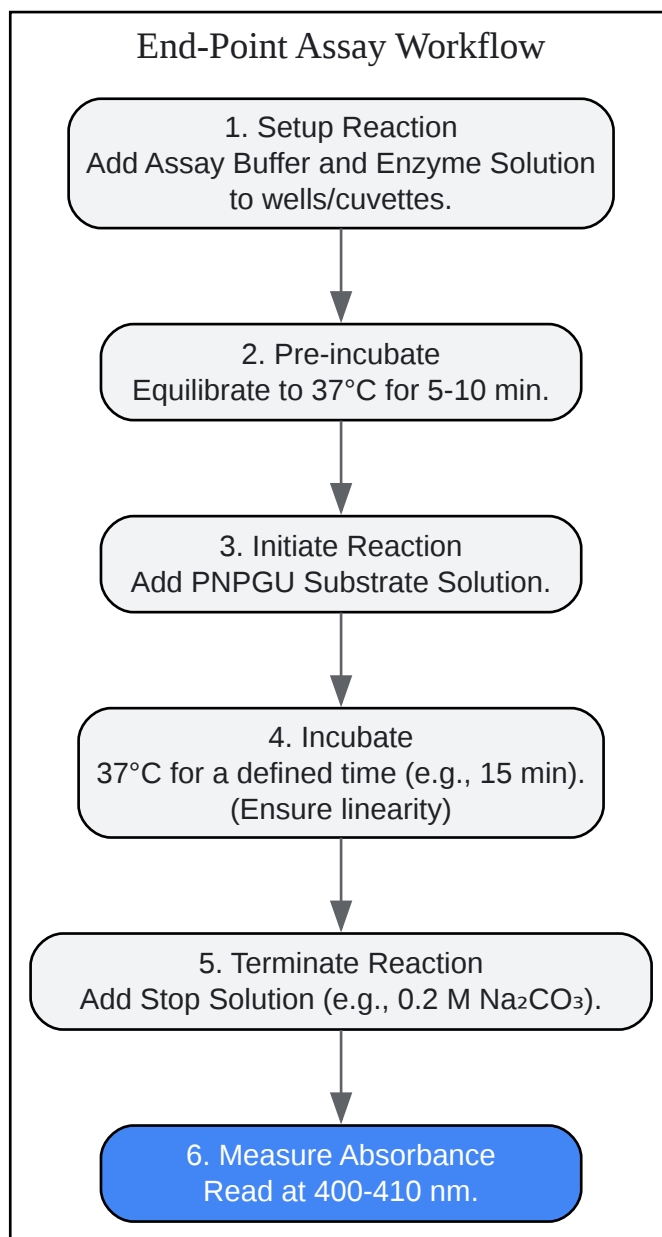 End-Point Assay Workflow
1. Setup Reaction
Add Assay Buffer and Enzyme Solution
to wells/cuvettes.
2. Pre-incubate
Equilibrate to 37°C for 5-10 min.
3. Initiate Reaction
Add PNPGU Substrate Solution.
4. Incubate
37°C for a defined time (e.g., 15 min).
(Ensure linearity)
5. Terminate Reaction
Add Stop Solution (e.g., 0.2 M Na₂CO₃).
6. Measure Absorbance
Read at 400-410 nm.